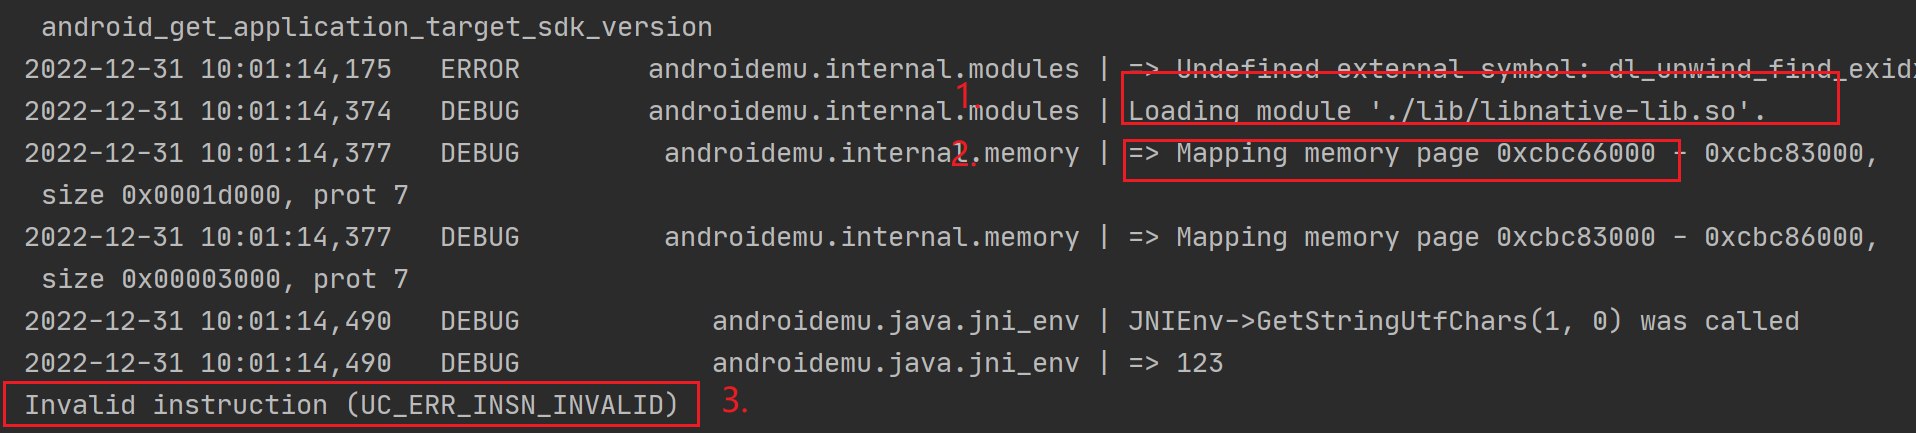 android_get_application_target_sdk_version
2022-12-31 10:01:14,175   ERROR        androidemu.internal.modules | => Undefined external symbol: dl_unwind_find_exidx
2022-12-31 10:01:14,374   DEBUG        androidemu.internal.modules | Loading module './lib/libnative-lib.so'.
1.
2022-12-31 10:01:14,377   DEBUG         androidemu.internal.memory | => Mapping memory page 0xcbc66000 - 0xcbc83000,
2.
size 0x0001d000, prot 7
2022-12-31 10:01:14,377   DEBUG         androidemu.internal.memory | => Mapping memory page 0xcbc83000 - 0xcbc86000,
size 0x00003000, prot 7
2022-12-31 10:01:14,490   DEBUG            androidemu.java.jni_env | JNIEnv->GetStringUtfChars(1, 0) was called
2022-12-31 10:01:14,490   DEBUG            androidemu.java.jni_env | => 123
Invalid instruction (UC_ERR_INSN_INVALID)
3.